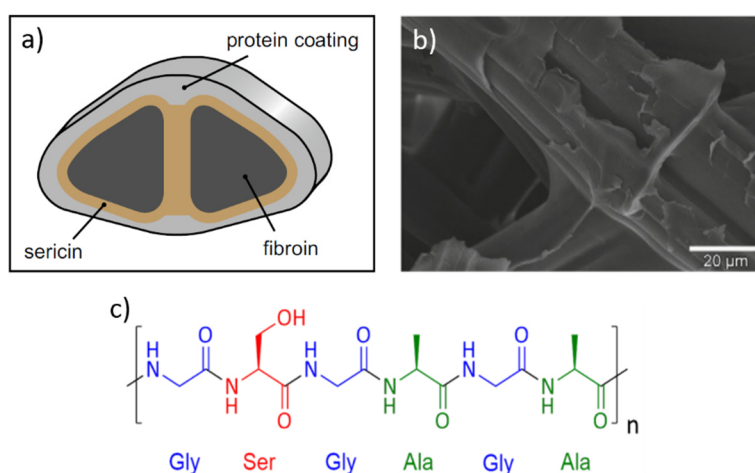 a)
protein coating
sericin
fibroin
b)
20 µm
c)
OH
H
N
O
N
H
O
H
N
O
N
H
O
H
N
O
N
H
O
n
Gly Ser Gly Ala Gly Ala